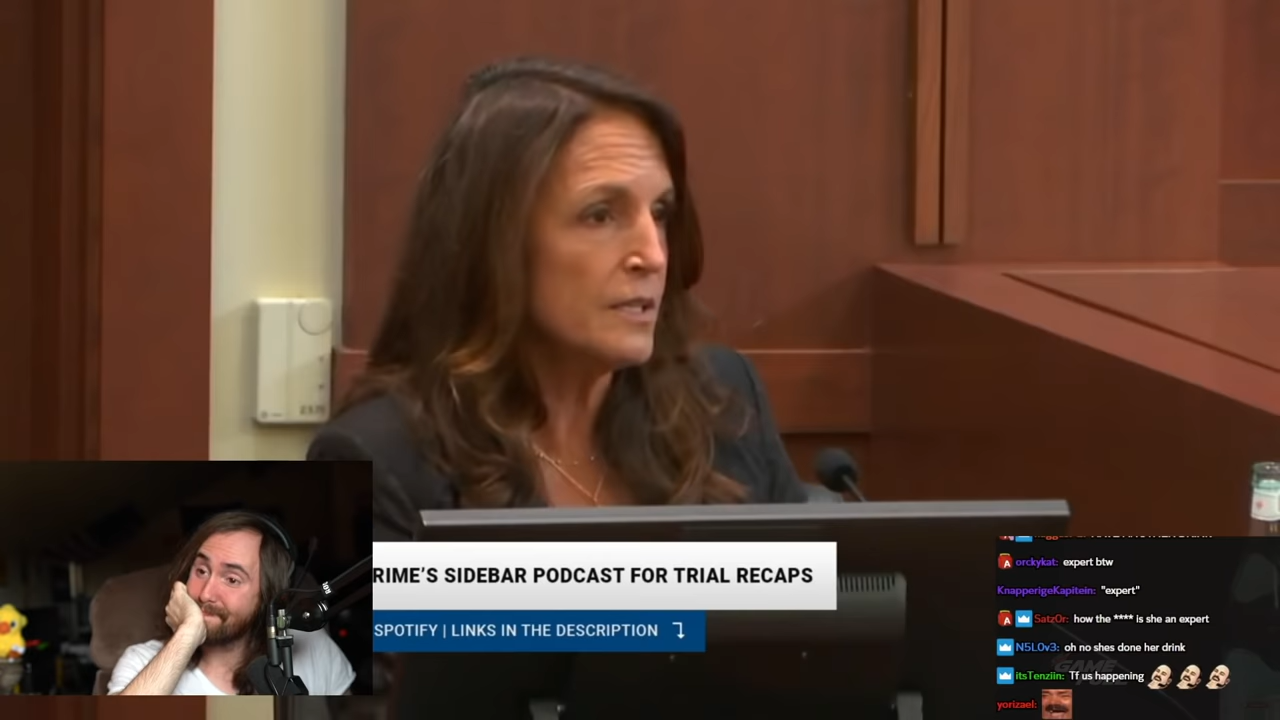 RIME'S SIDEBAR PODCAST FOR TRIAL RECAPS
SPOTIFY | LINKS IN THE DESCRIPTION
orckykat: expert btw
KnapperigeKapitein: "expert"
SatzOr: how the **** is she an expert
N5L0v3: oh no shes done her drink
itsTenziin: Tf us happening
yorizael: